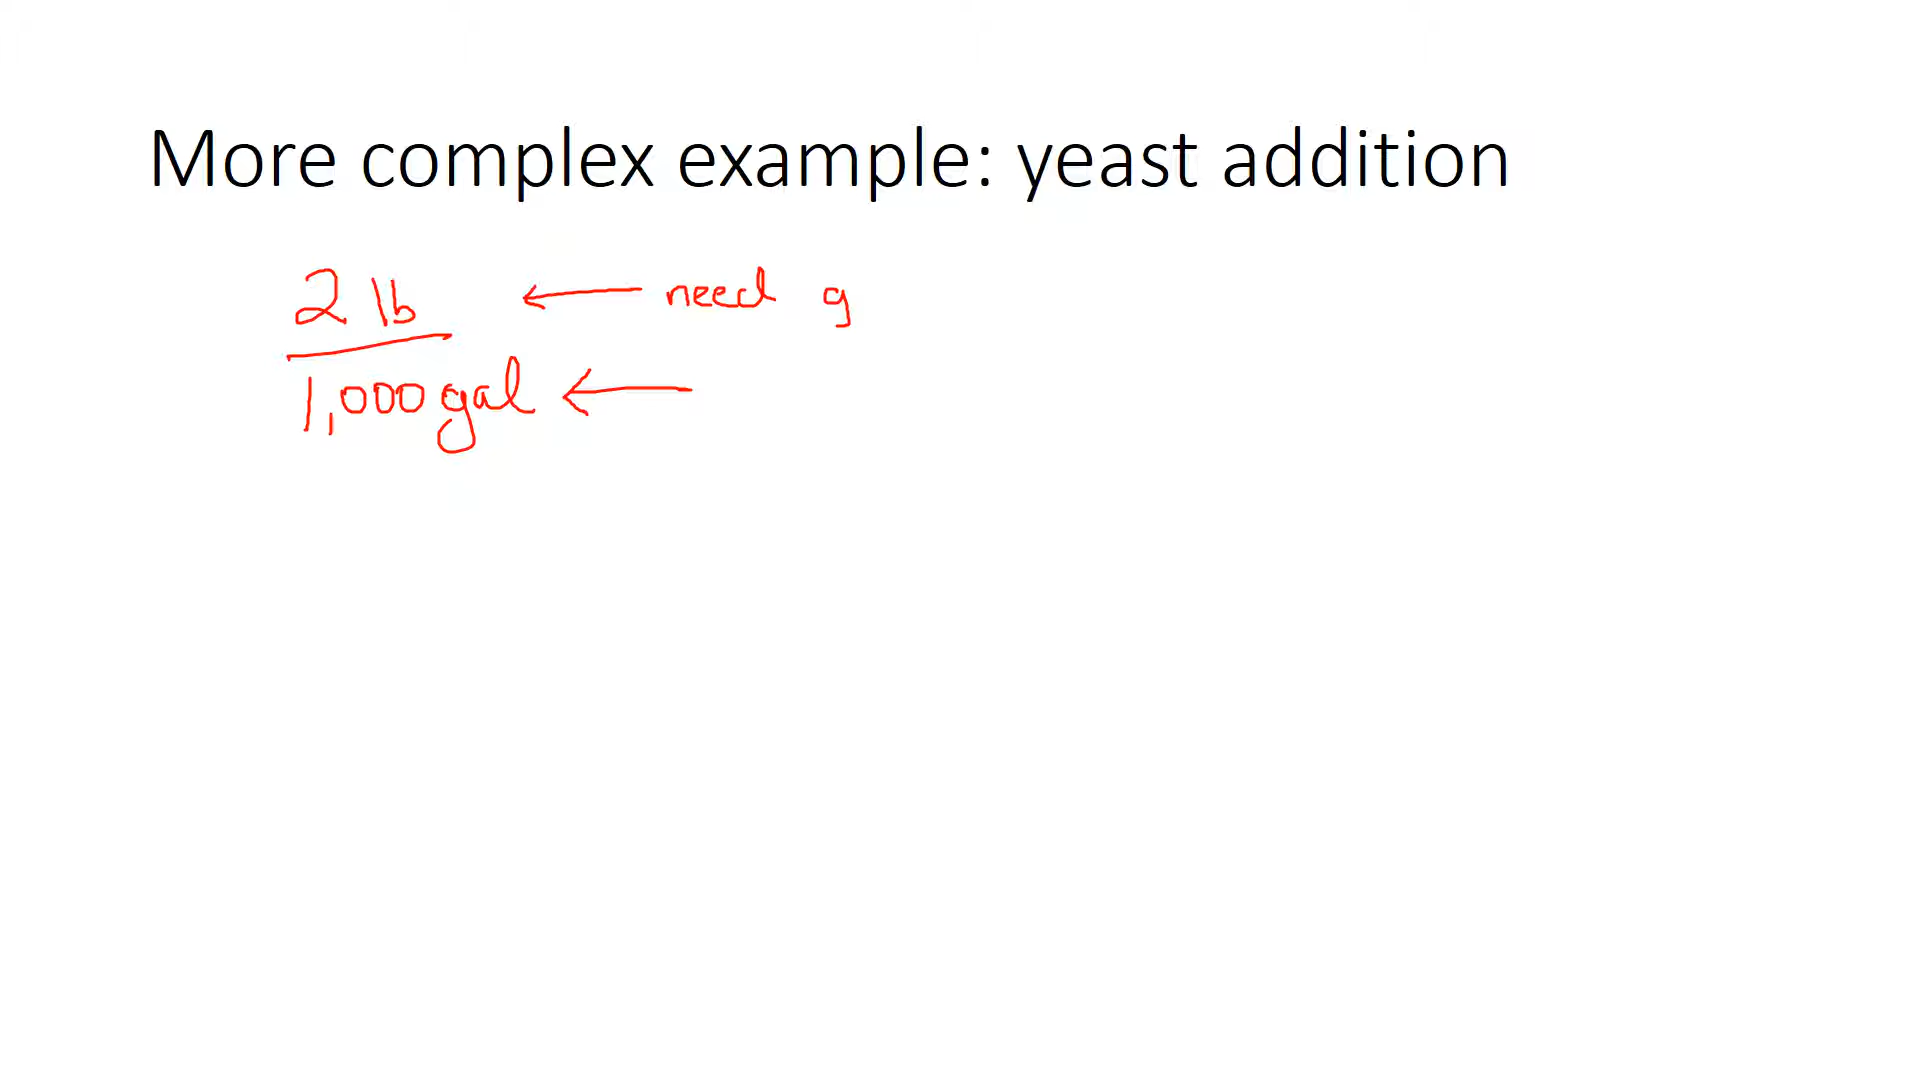 More complex example: yeast addition
2 lb ← need g
1,000 gal ←